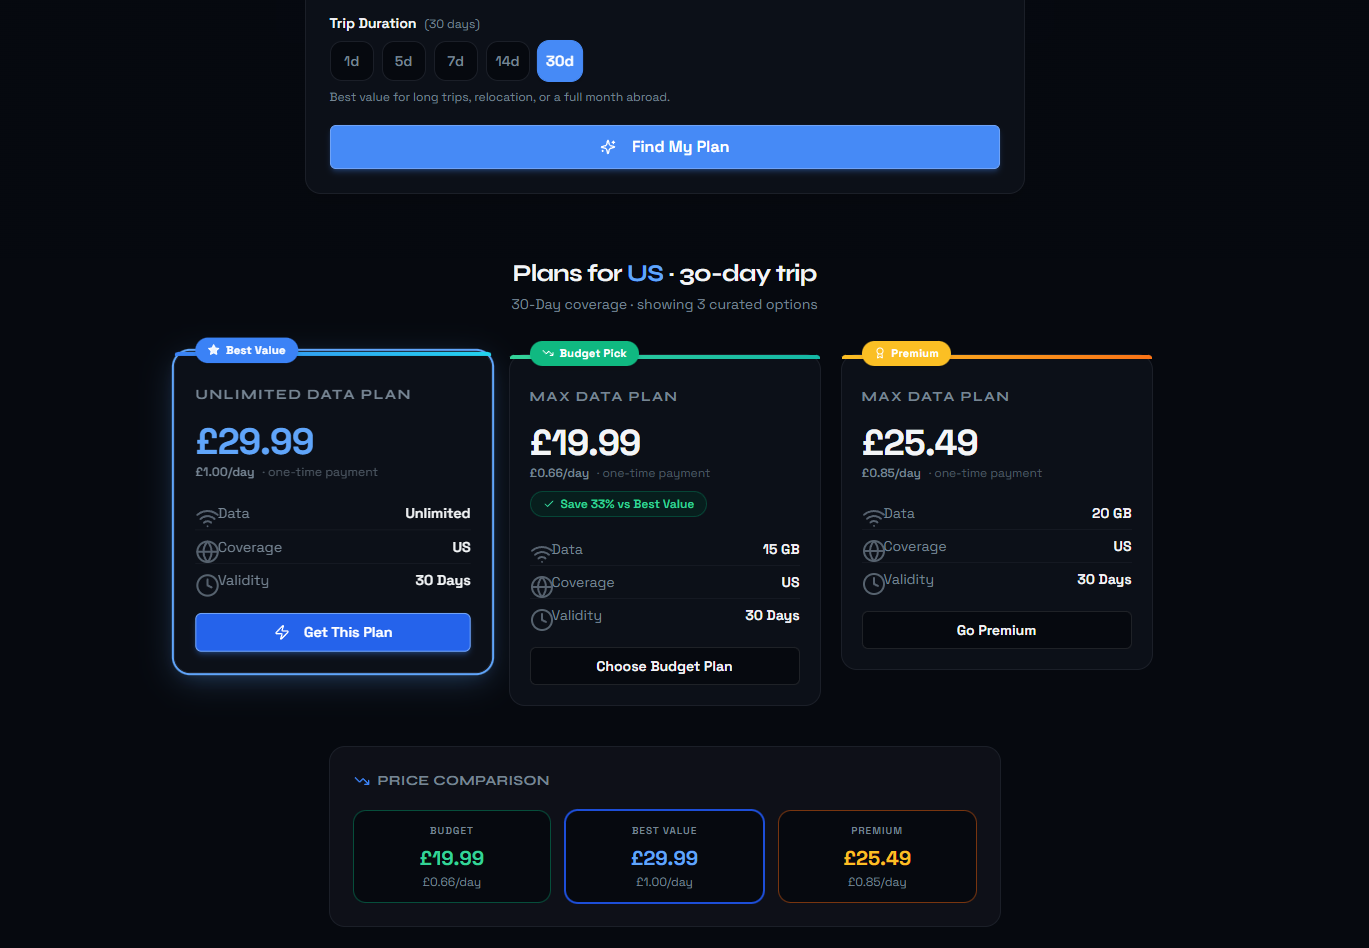 Trip Duration (30 days)
1d 5d 7d 14d 30d
Best value for long trips, relocation, or a full month abroad.
Find My Plan
Plans for US · 30-day trip
30-Day coverage · showing 3 curated options
Best Value
UNLIMITED DATA PLAN
£29.99
£1.00/day · one-time payment
Data Unlimited
Coverage US
Validity 30 Days
Get This Plan
Budget Pick
MAX DATA PLAN
£19.99
£0.66/day · one-time payment
Save 33% vs Best Value
Data 15 GB
Coverage US
Validity 30 Days
Choose Budget Plan
Premium
MAX DATA PLAN
£25.49
£0.85/day · one-time payment
Data 20 GB
Coverage US
Validity 30 Days
Go Premium
PRICE COMPARISON
BUDGET
£19.99
£0.66/day
BEST VALUE
£29.99
£1.00/day
PREMIUM
£25.49
£0.85/day